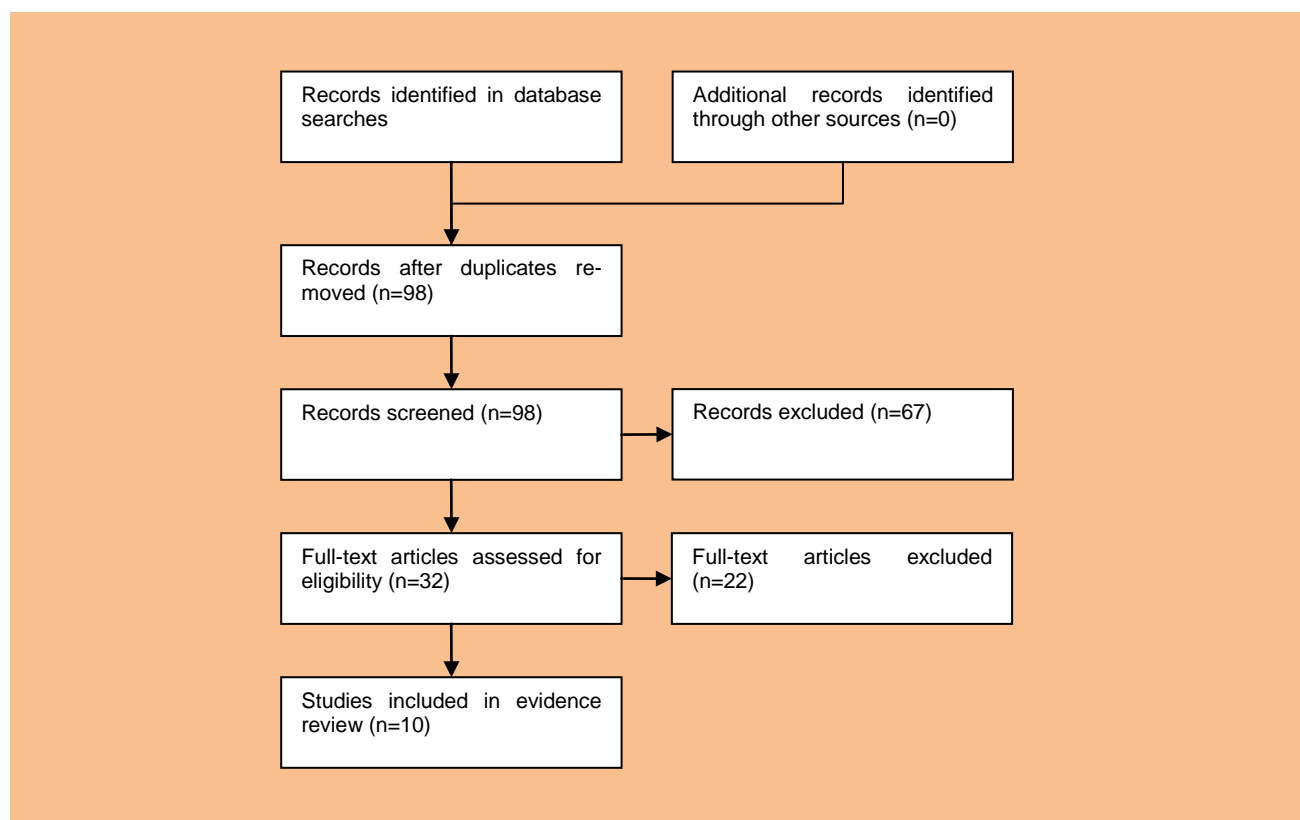 Records identified in database
searches
Additional records identified
through other sources (n=0)
Records after duplicates re-
moved (n=98)
Records screened (n=98)
Records excluded (n=67)
Full-text articles assessed for
eligibility (n=32)
Full-text articles excluded
(n=22)
Studies included in evidence
review (n=10)